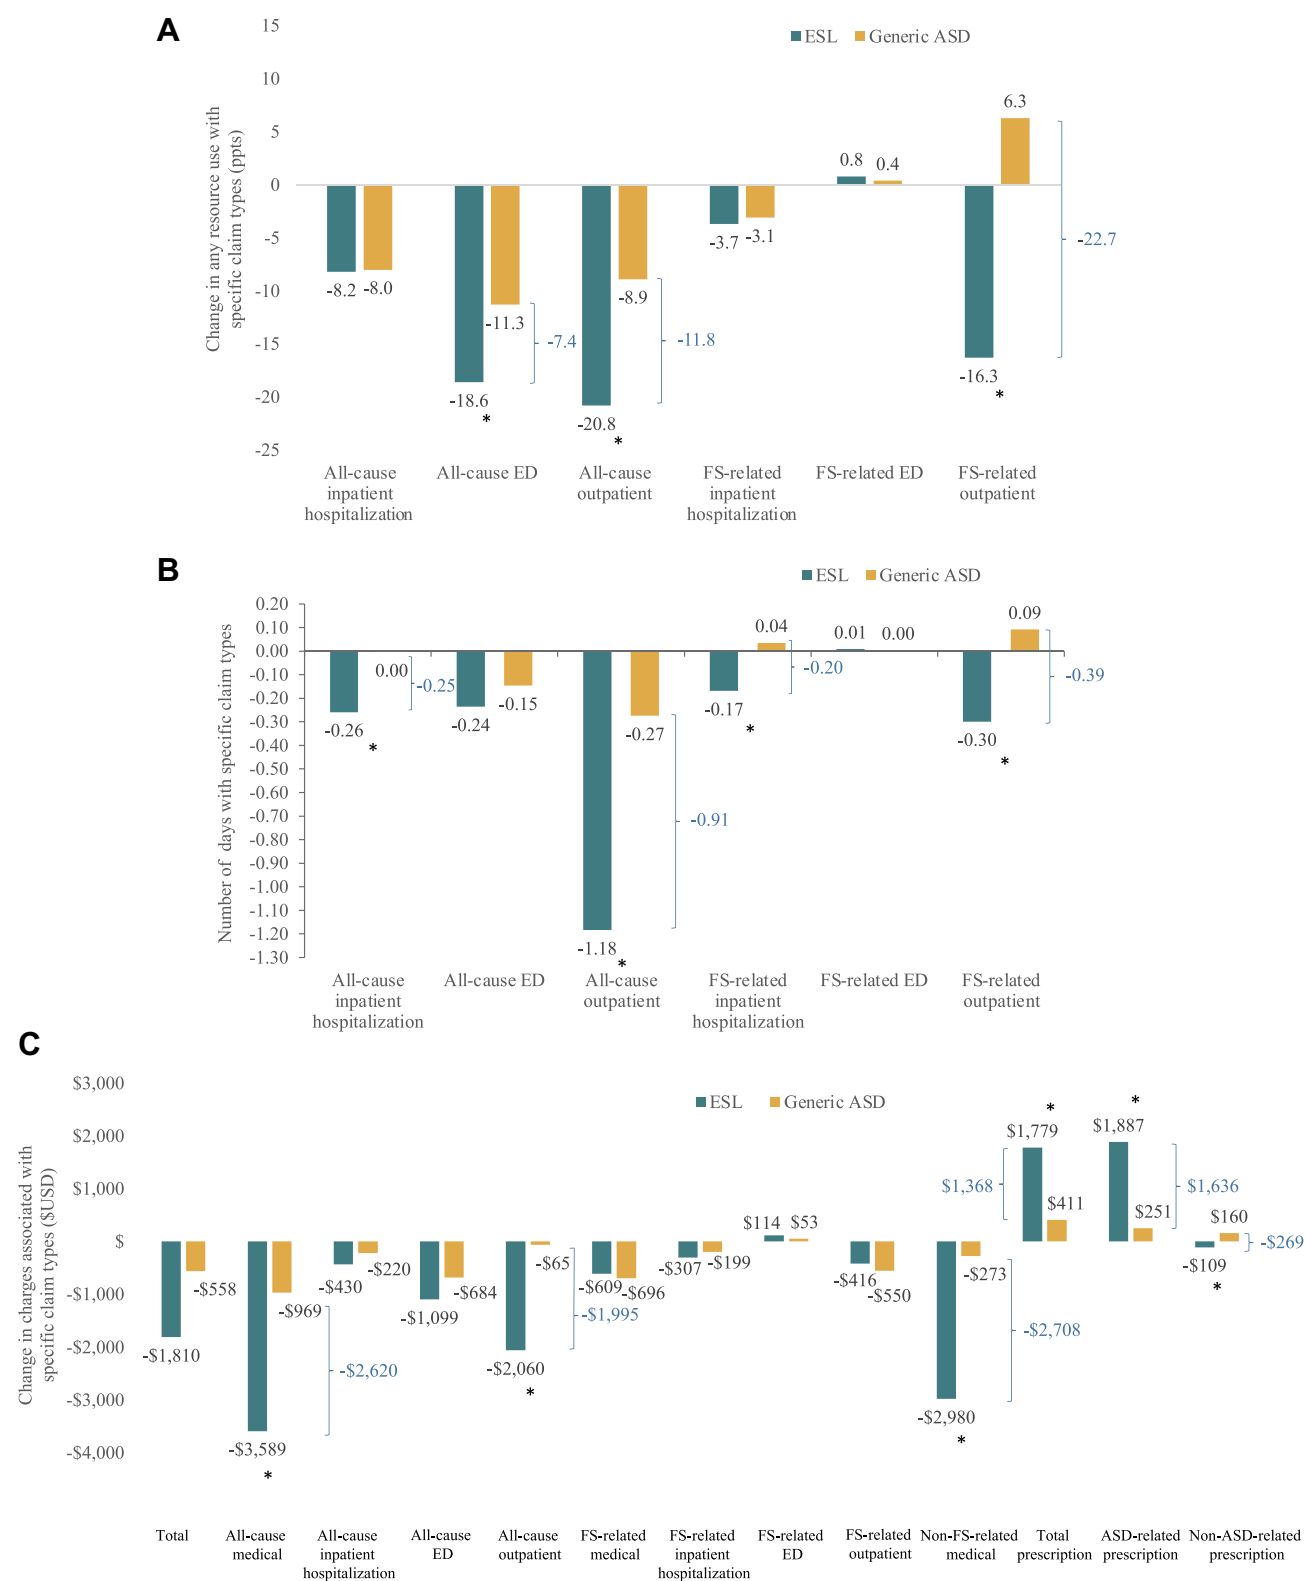 A
ESL
Generic ASD
Change in any resource use with
specific claim types (ppts)
15
10
5
0
-5
-10
-15
-20
-25
-8.2
-8.0
-18.6
-11.3
-7.4
*
-20.8
-8.9
-11.8
*
-3.7
-3.1
0.8
0.4
-16.3
6.3
-22.7
*
All-cause
inpatient
hospitalization
All-cause ED
All-cause
outpatient
FS-related
inpatient
hospitalization
FS-related ED
FS-related
outpatient
B
ESL
Generic ASD
Number of days with specific claim types
0.20
0.10
0.00
-0.10
-0.20
-0.30
-0.40
-0.50
-0.60
-0.70
-0.80
-0.90
-1.00
-1.10
-1.20
-1.30
-0.26
0.00
-0.25
*
-0.24
-0.15
-1.18
-0.27
-0.91
*
-0.17
0.04
-0.20
*
0.01
0.00
-0.30
0.09
-0.39
*
All-cause
inpatient
hospitalization
All-cause ED
All-cause
outpatient
FS-related
inpatient
hospitalization
FS-related ED
FS-related
outpatient
C
ESL
Generic ASD
Change in charges associated with
specific claim types ($USD)
$3,000
$2,000
$1,000
$
-$1,000
-$2,000
-$3,000
-$4,000
-$1,810
-$558
-$3,589
-$969
-$2,620
*
-$430
-$220
-$1,099
-$684
-$2,060
-$65
-$1,995
*
-$609
-$696
-$307
-$199
$114
$53
-$416
-$550
-$2,980
-$273
-$2,708
*
$1,779
$411
$1,368
*
$1,887
$251
$1,636
*
-$109
$160
-$269
*
Total
All-cause
medical
All-cause
inpatient
hospitalization
All-cause
ED
All-cause
outpatient
FS-related
medical
FS-related
inpatient
hospitalization
FS-related
ED
FS-related
outpatient
Non-FS-related
medical
Total
prescription
ASD-related
prescription
Non-ASD-related
prescription